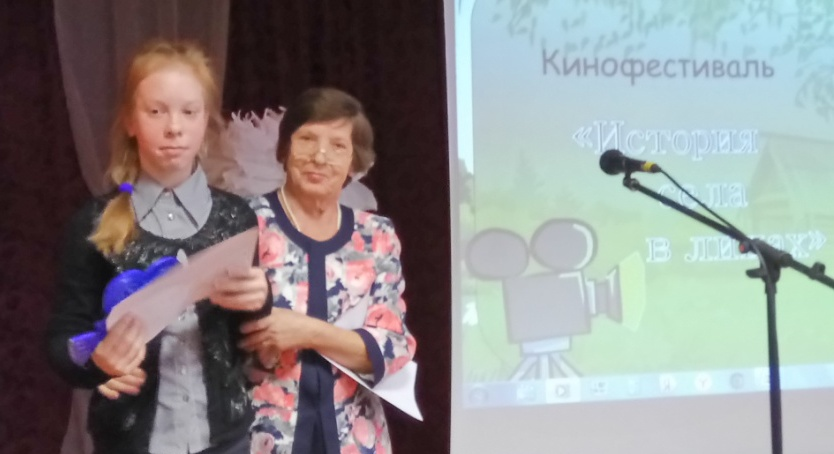 Кинофестиваль
«История
села
в лицах»